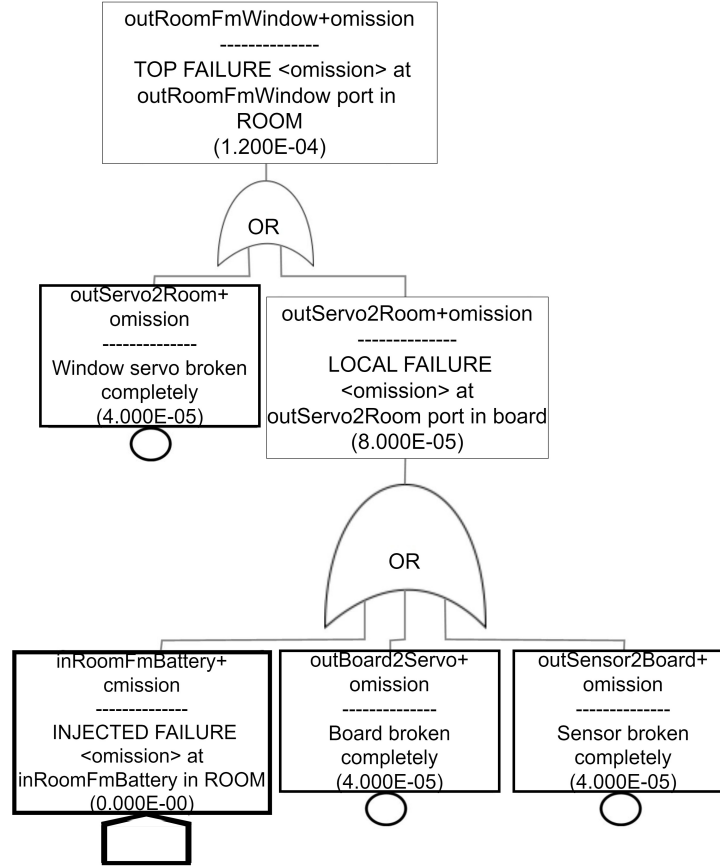 outRoomFmWindow+omission
--------------
TOP FAILURE <omission> at
outRoomFmWindow port in
ROOM
(1.200E-04)
OR
outServo2Room+
omission
--------------
Window servo broken
completely
(4.000E-05)
outServo2Room+omission
--------------
LOCAL FAILURE
<omission> at
outServo2Room port in board
(8.000E-05)
OR
inRoomFmBattery+
cmission
--------------
INJECTED FAILURE
<omission> at
inRoomFmBattery in ROOM
(0.000E-00)
outBoard2Servo+
omission
--------------
Board broken
completely
(4.000E-05)
outSensor2Board+
omission
--------------
Sensor broken
completely
(4.000E-05)